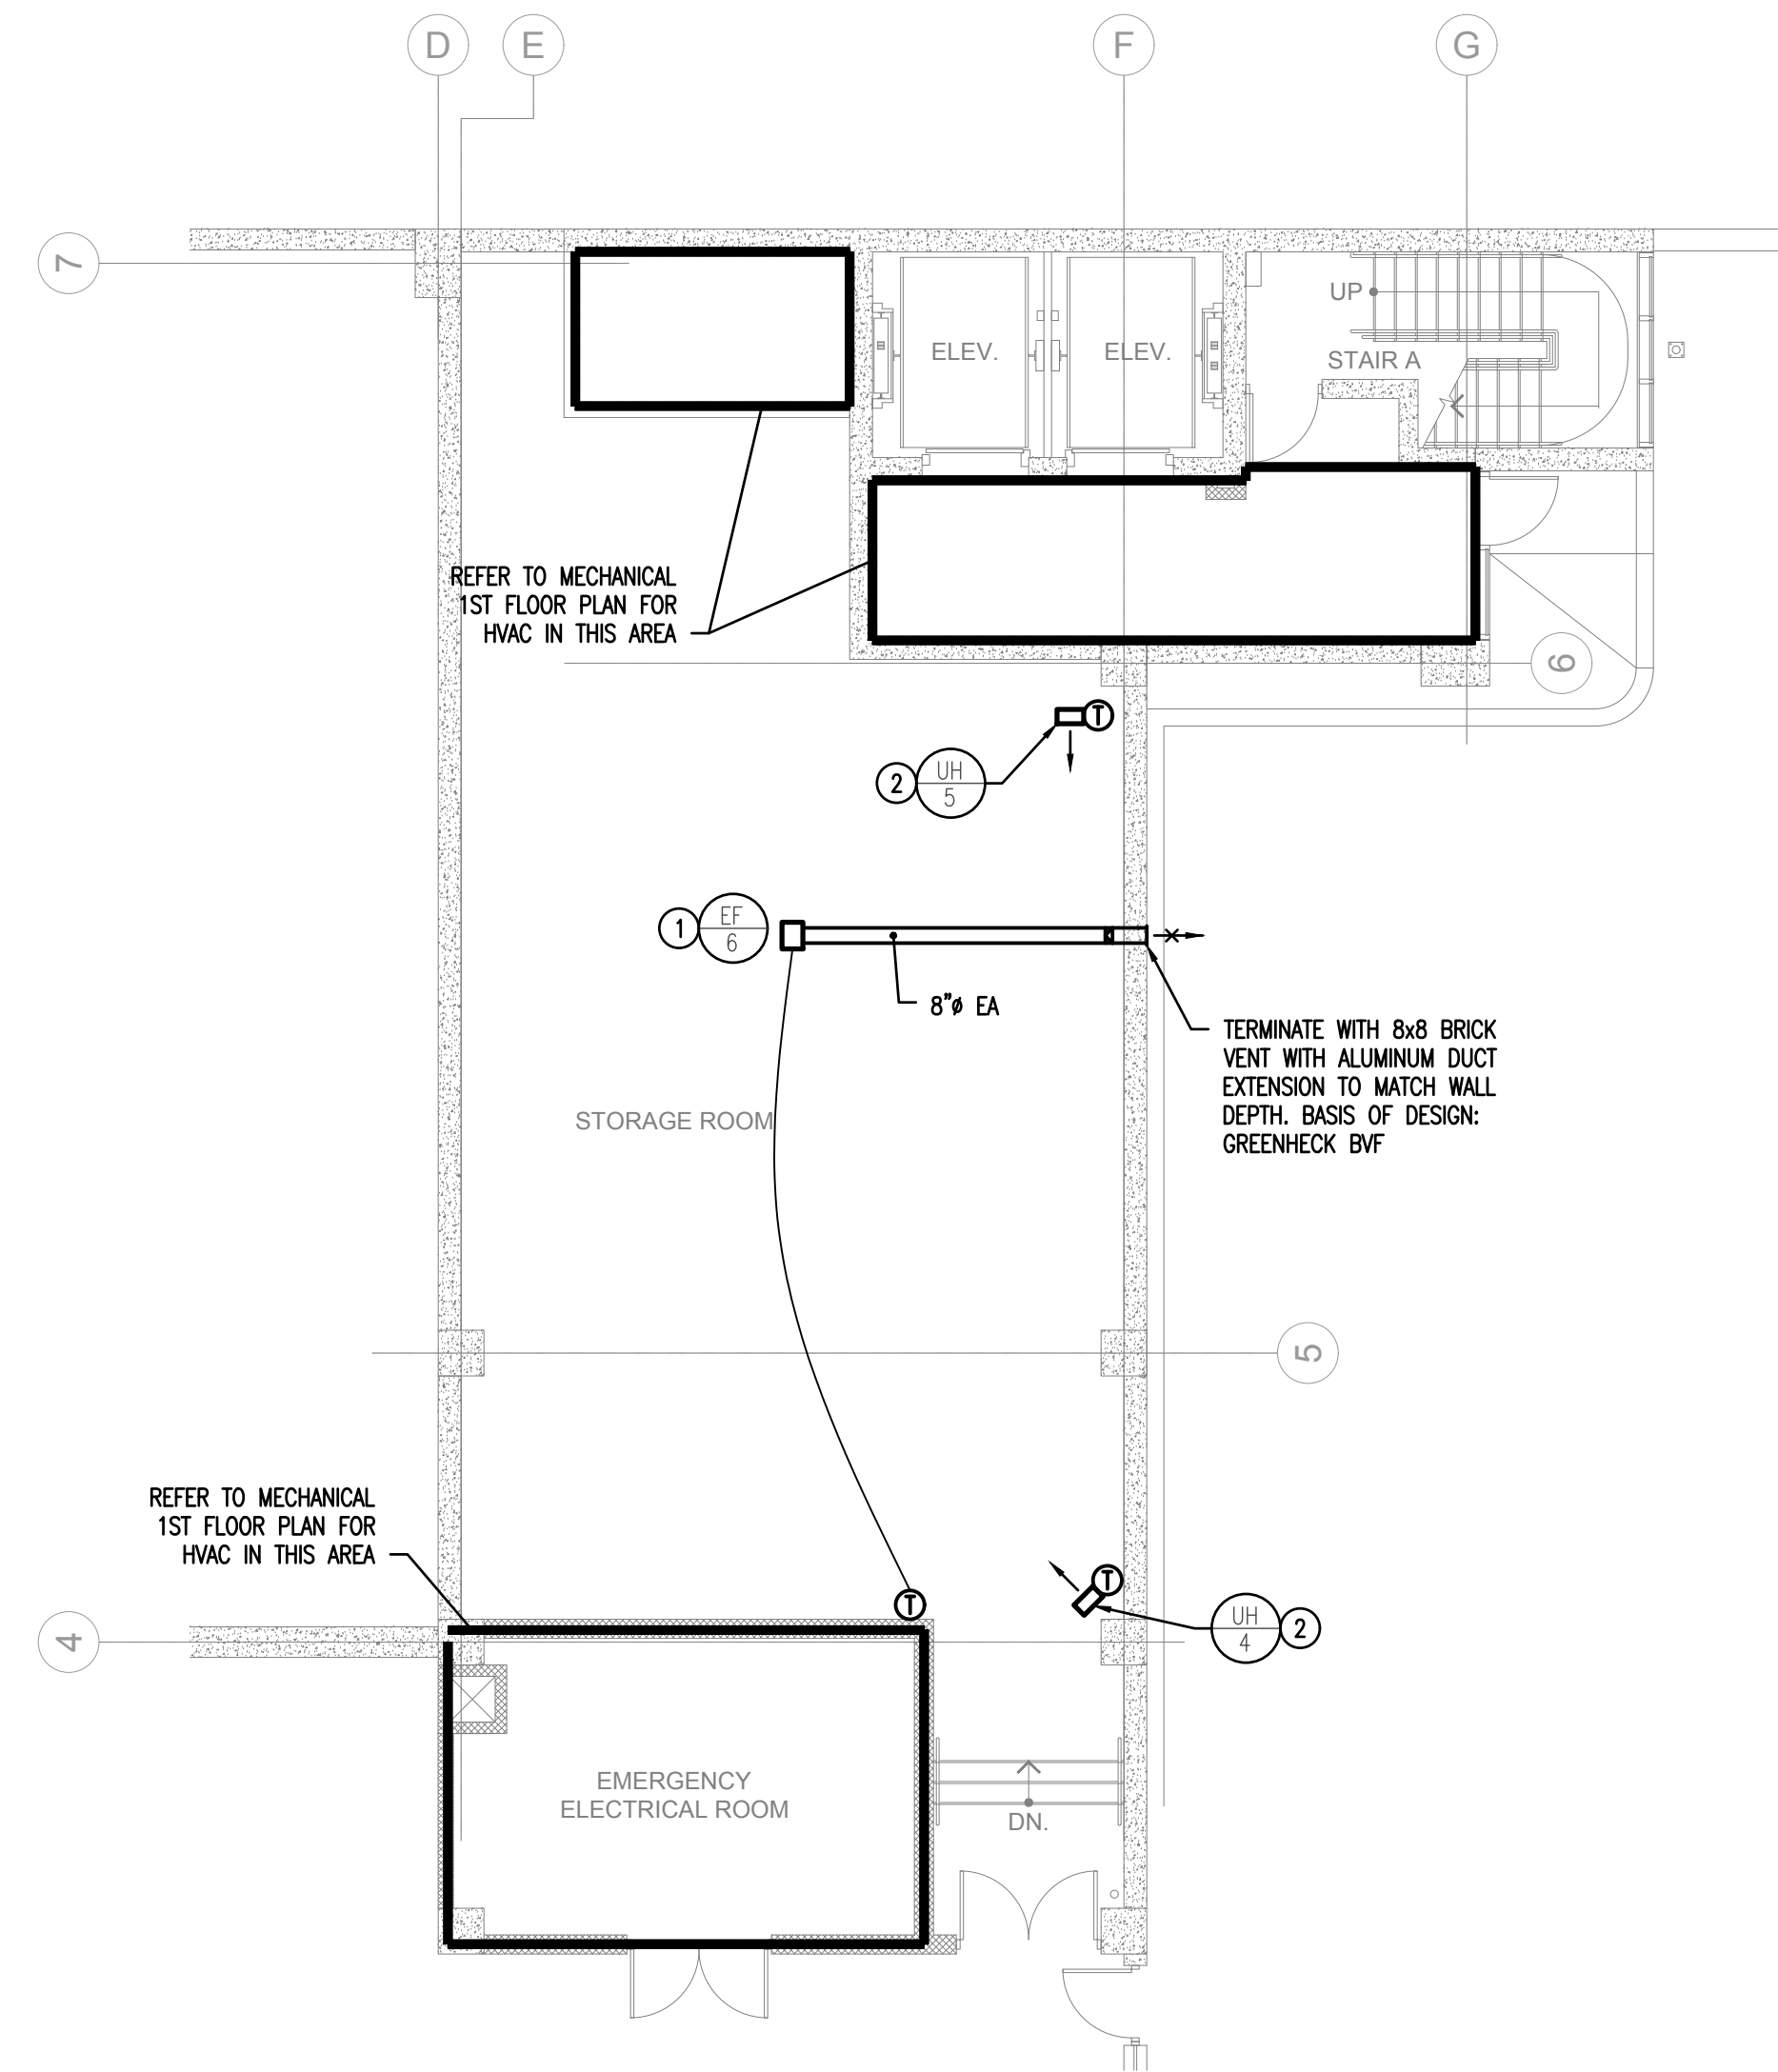 D
E
F
G
7
UP
ELEV.
ELEV.
STAIR A
REFER TO MECHANICAL
1ST FLOOR PLAN FOR
HVAC IN THIS AREA
6
T
2
UH
5
1
EF
6
8"ø EA
TERMINATE WITH 8x8 BRICK
VENT WITH ALUMINUM DUCT
EXTENSION TO MATCH WALL
DEPTH. BASIS OF DESIGN:
GREENHECK BVF
STORAGE ROOM
5
REFER TO MECHANICAL
1ST FLOOR PLAN FOR
HVAC IN THIS AREA
T
T
UH
4
2
4
EMERGENCY
ELECTRICAL ROOM
DN.